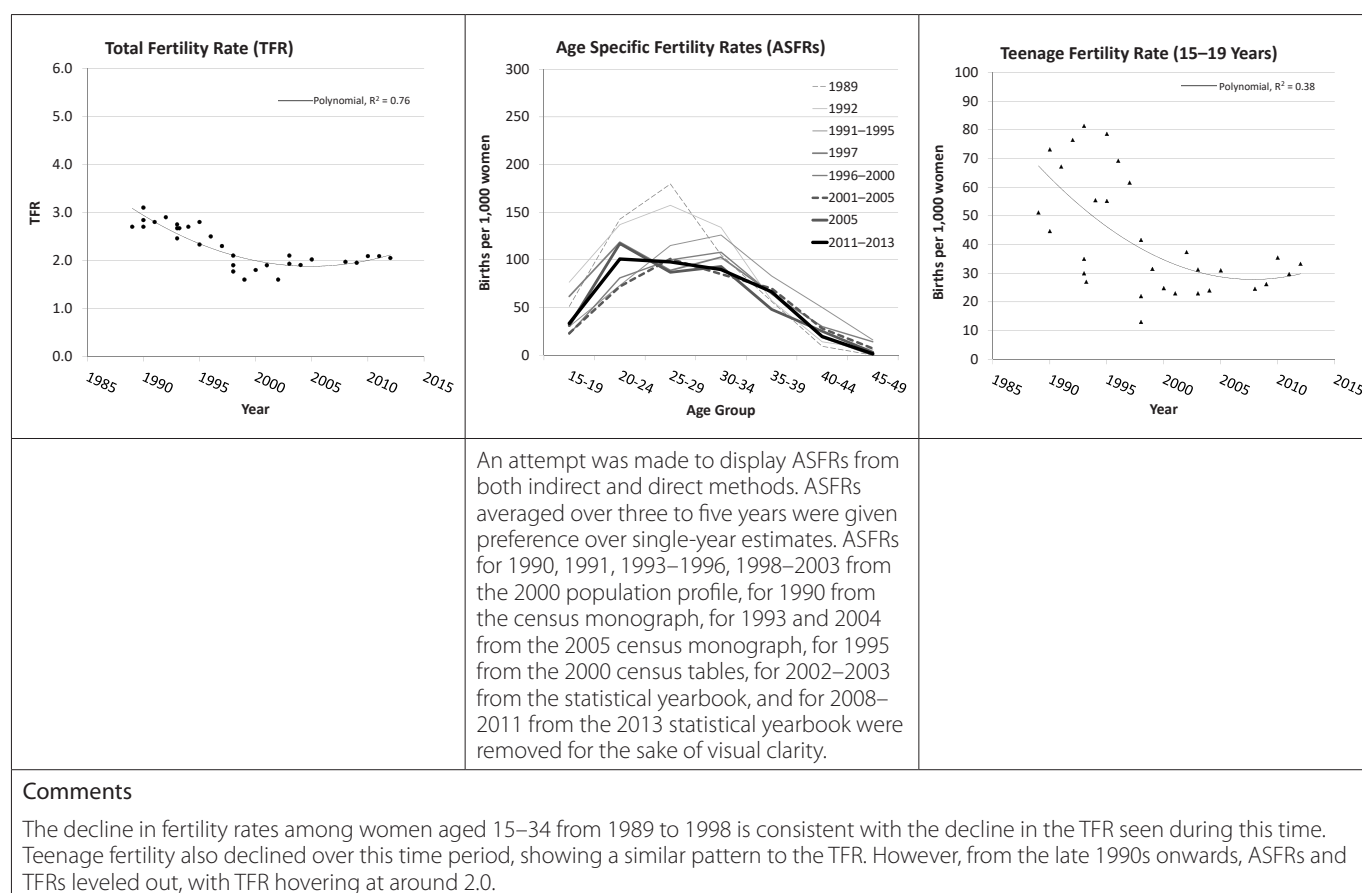 Total Fertility Rate (TFR)
6.0
5.0
4.0
3.0
2.0
1.0
0.0
TFR
Polynomial, R² = 0.76
1985
1990
1995
2000
2005
2010
2015
Year
Age Specific Fertility Rates (ASFRs)
300
250
200
150
100
50
0
Births per 1,000 women
1989
1992
1991–1995
1997
1996–2000
2001–2005
2005
2011–2013
15-19
20-24
25-29
30-34
35-39
40-44
45-49
Age Group
Teenage Fertility Rate (15–19 Years)
100
90
80
70
60
50
40
30
20
10
0
Births per 1,000 women
Polynomial, R² = 0.38
1985
1990
1995
2000
2005
2010
2015
Year
An attempt was made to display ASFRs from
both indirect and direct methods. ASFRs
averaged over three to five years were given
preference over single-year estimates. ASFRs
for 1990, 1991, 1993–1996, 1998–2003 from
the 2000 population profile, for 1990 from
the census monograph, for 1993 and 2004
from the 2005 census monograph, for 1995
from the 2000 census tables, for 2002–2003
from the statistical yearbook, and for 2008–
2011 from the 2013 statistical yearbook were
removed for the sake of visual clarity.
Comments
The decline in fertility rates among women aged 15–34 from 1989 to 1998 is consistent with the decline in the TFR seen during this time.
Teenage fertility also declined over this time period, showing a similar pattern to the TFR. However, from the late 1990s onwards, ASFRs and
TFRs leveled out, with TFR hovering at around 2.0.